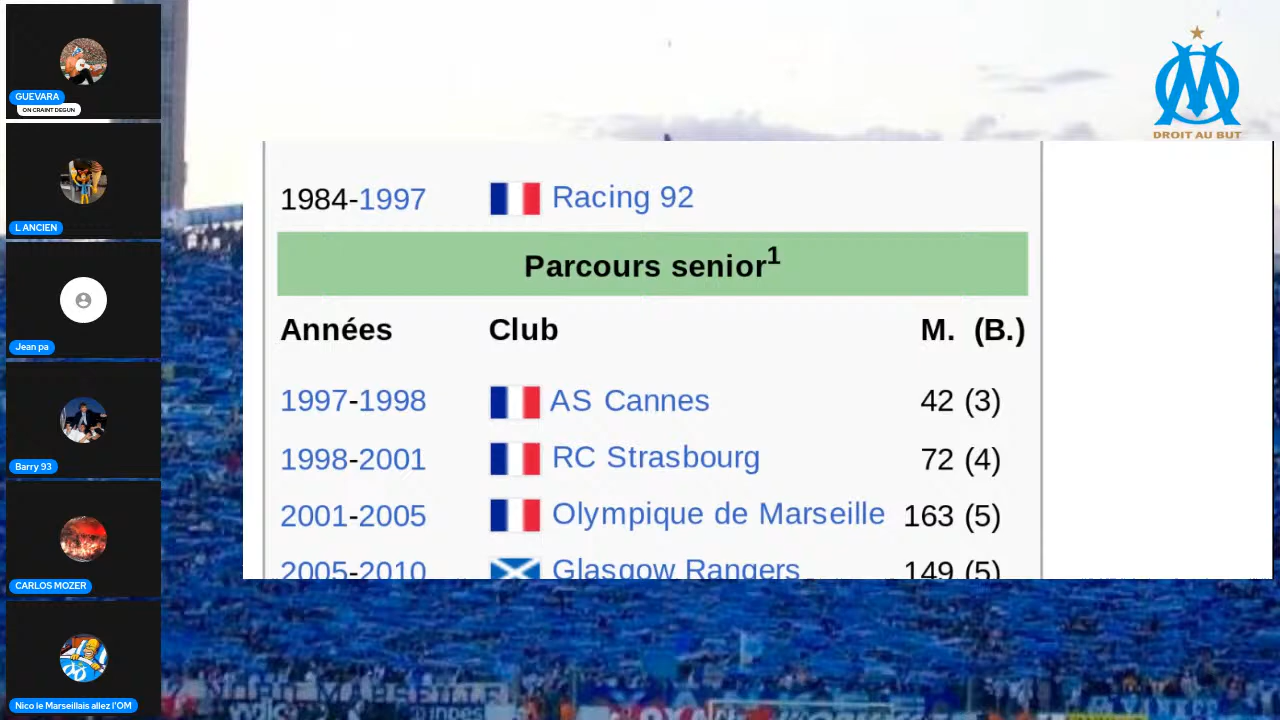 GUEVARA
ON CRAINT DEGUN
L ANCIEN
Jean pa
Barry 93
CARLOS MOZER
Nico le Marseillais allez l'OM
DROIT AU BUT
1984-1997 Racing 92
Parcours senior1
Années Club M. (B.)
1997-1998 AS Cannes 42 (3)
1998-2001 RC Strasbourg 72 (4)
2001-2005 Olympique de Marseille 163 (5)
2005-2010 Glasgow Rangers 149 (5)
MARSEILLE